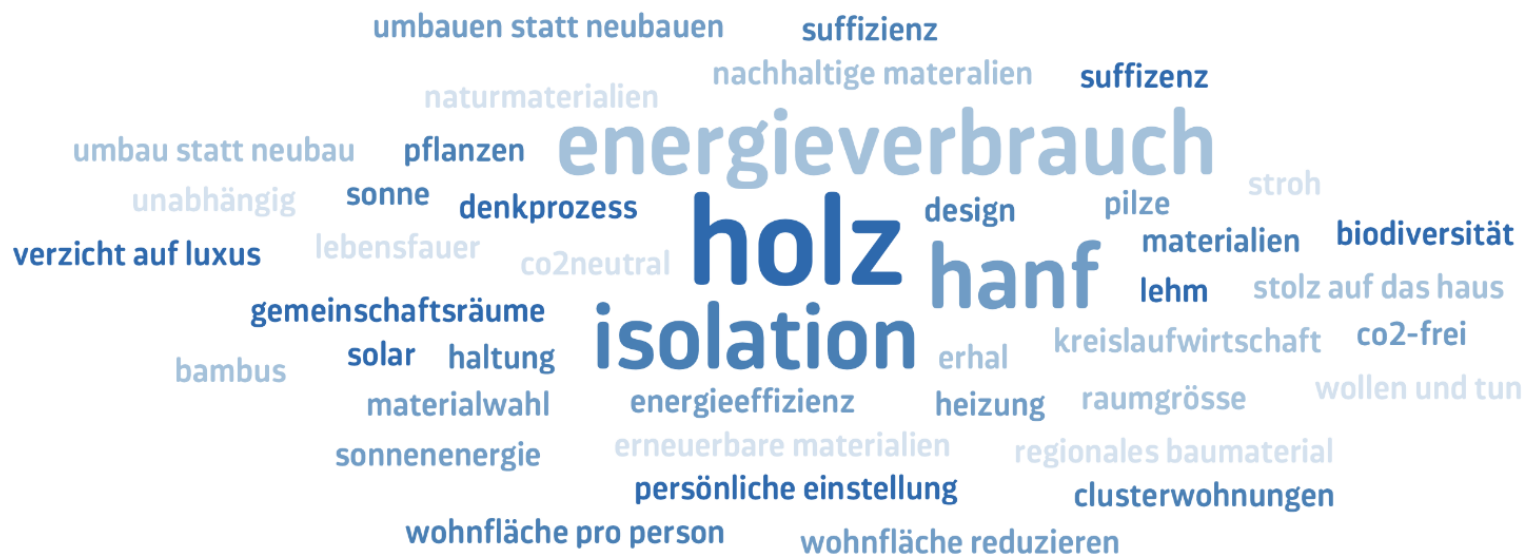 umbauen statt neubauen
suffizienz
nachhaltige materalien
suffizenz
naturmaterialien
energieverbrauch
umbau statt neubau
pflanzen
stroh
unabhängig
sonne
denkprozess
holz
design
pilze
materialien
biodiversität
verzicht auf luxus
lebensfauer
co2neutral
hanf
lehm
stolz auf das haus
gemeinschaftsräume
isolation
kreislaufwirtschaft
co2-frei
solar
haltung
erhal
bambus
wollen und tun
materialwahl
energieeffizienz
heizung
raumgrösse
sonnenenergie
erneuerbare materialien
regionales baumaterial
persönliche einstellung
clusterwohnungen
wohnfläche pro person
wohnfläche reduzieren